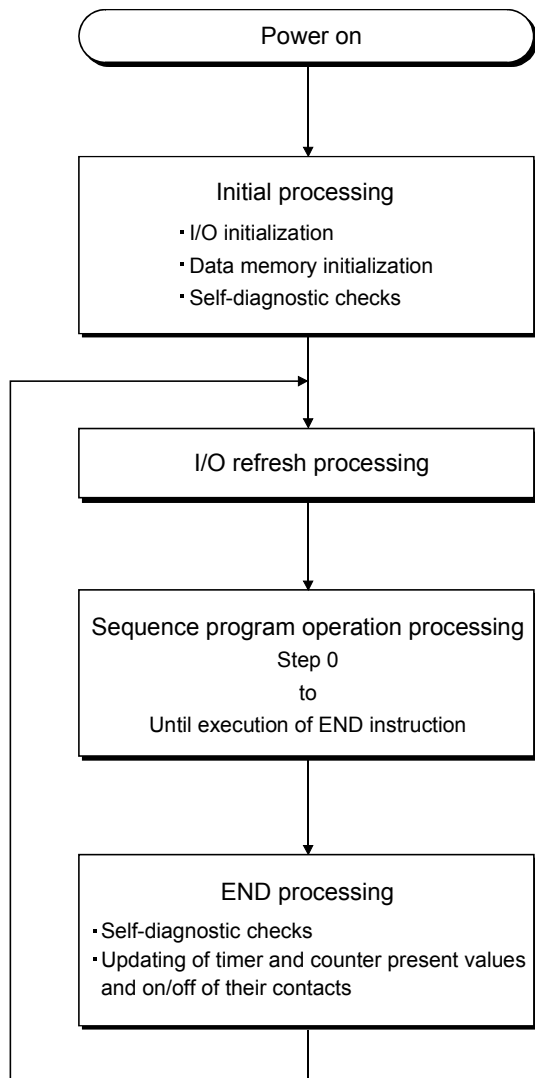 Power on
Initial processing
・I/O initialization
・Data memory initialization
・Self-diagnostic checks
I/O refresh processing
Sequence program operation processing
Step 0
to
Until execution of END instruction
END processing
・Self-diagnostic checks
・Updating of timer and counter present values
and on/off of their contacts